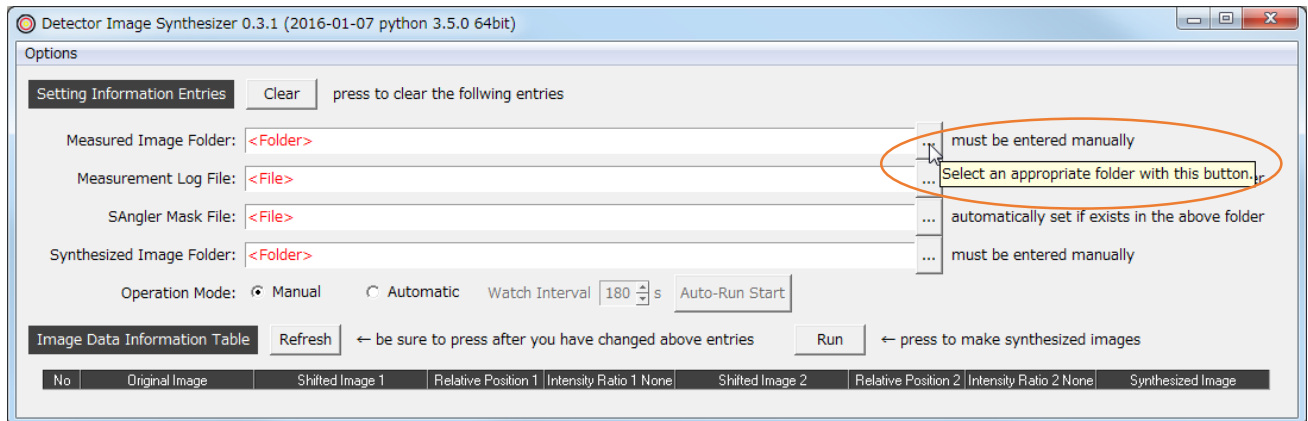 Detector Image Synthesizer 0.3.1 (2016-01-07 python 3.5.0 64bit)
Options
Setting Information Entries Clear press to clear the follwing entries
Measured Image Folder: <Folder> ... must be entered manually
Select an appropriate folder with this button.
Measurement Log File: <File> ... er
SAngler Mask File: <File> ... automatically set if exists in the above folder
Synthesized Image Folder: <Folder> ... must be entered manually
Operation Mode: Manual Automatic Watch Interval 180 s Auto-Run Start
Image Data Information Table Refresh ← be sure to press after you have changed above entries Run ← press to make synthesized images
No Original Image Shifted Image 1 Relative Position 1 Intensity Ratio 1 None Shifted Image 2 Relative Position 2 Intensity Ratio 2 None Synthesized Image